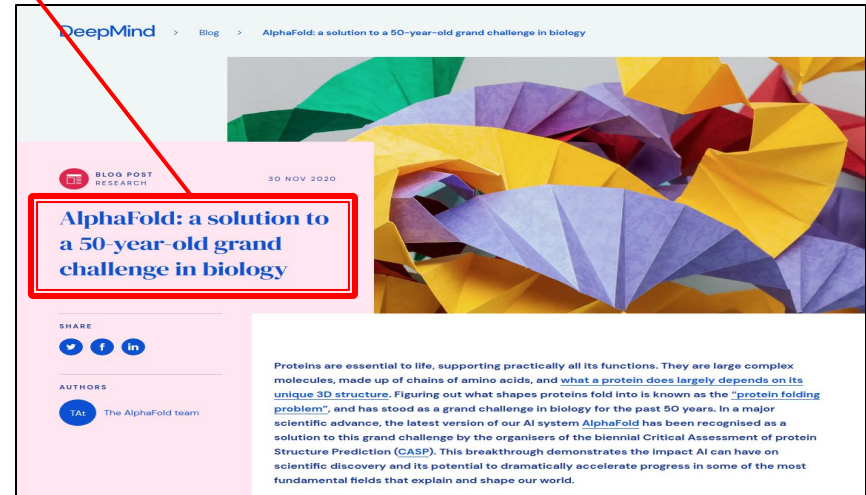 DeepMind > Blog > AlphaFold: a solution to a 50-year-old grand challenge in biology
BLOG POST
RESEARCH
30 NOV 2020
AlphaFold: a solution to
a 50-year-old grand
challenge in biology
SHARE
AUTHORS
TAt The AlphaFold team
Proteins are essential to life, supporting practically all its functions. They are large complex
molecules, made up of chains of amino acids, and what a protein does largely depends on its
unique 3D structure. Figuring out what shapes proteins fold into is known as the “protein folding
problem”, and has stood as a grand challenge in biology for the past 50 years. In a major
scientific advance, the latest version of our AI system AlphaFold has been recognised as a
solution to this grand challenge by the organisers of the biennial Critical Assessment of protein
Structure Prediction (CASP). This breakthrough demonstrates the impact AI can have on
scientific discovery and its potential to dramatically accelerate progress in some of the most
fundamental fields that explain and shape our world.